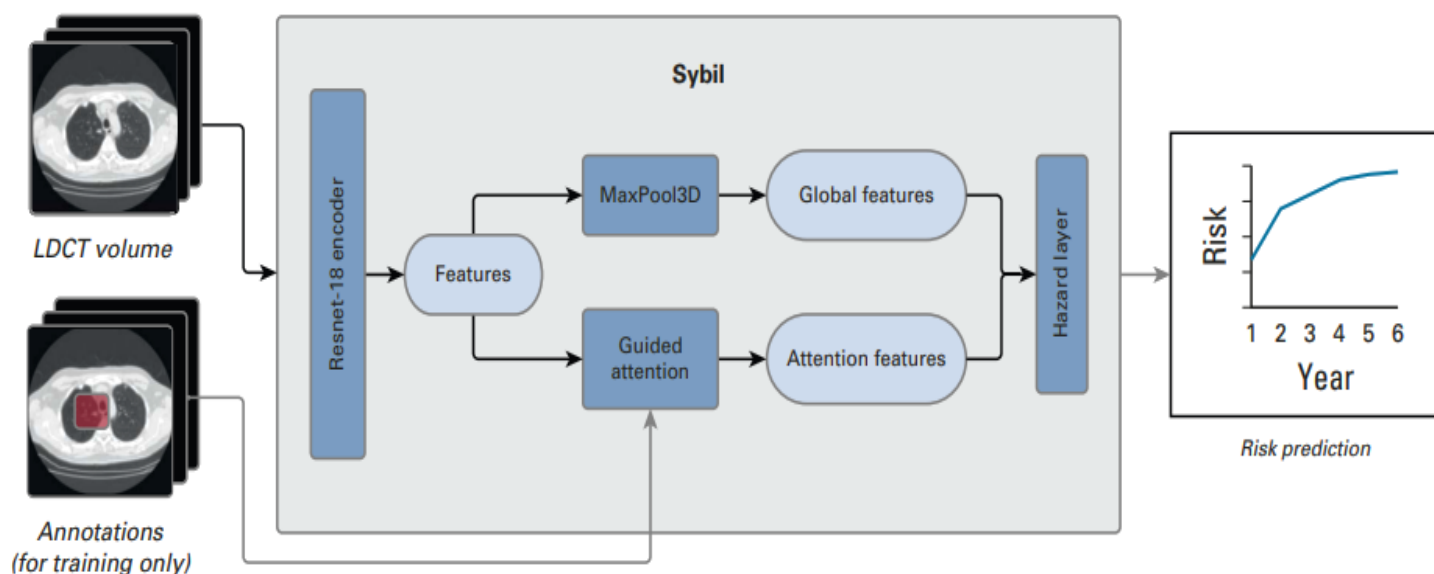 Sybil
LDCT volume
Annotations
(for training only)
Resnet-18 encoder
Features
MaxPool3D
Global features
Guided
attention
Attention features
Hazard layer
Risk
1 2 3 4 5 6
Year
Risk prediction